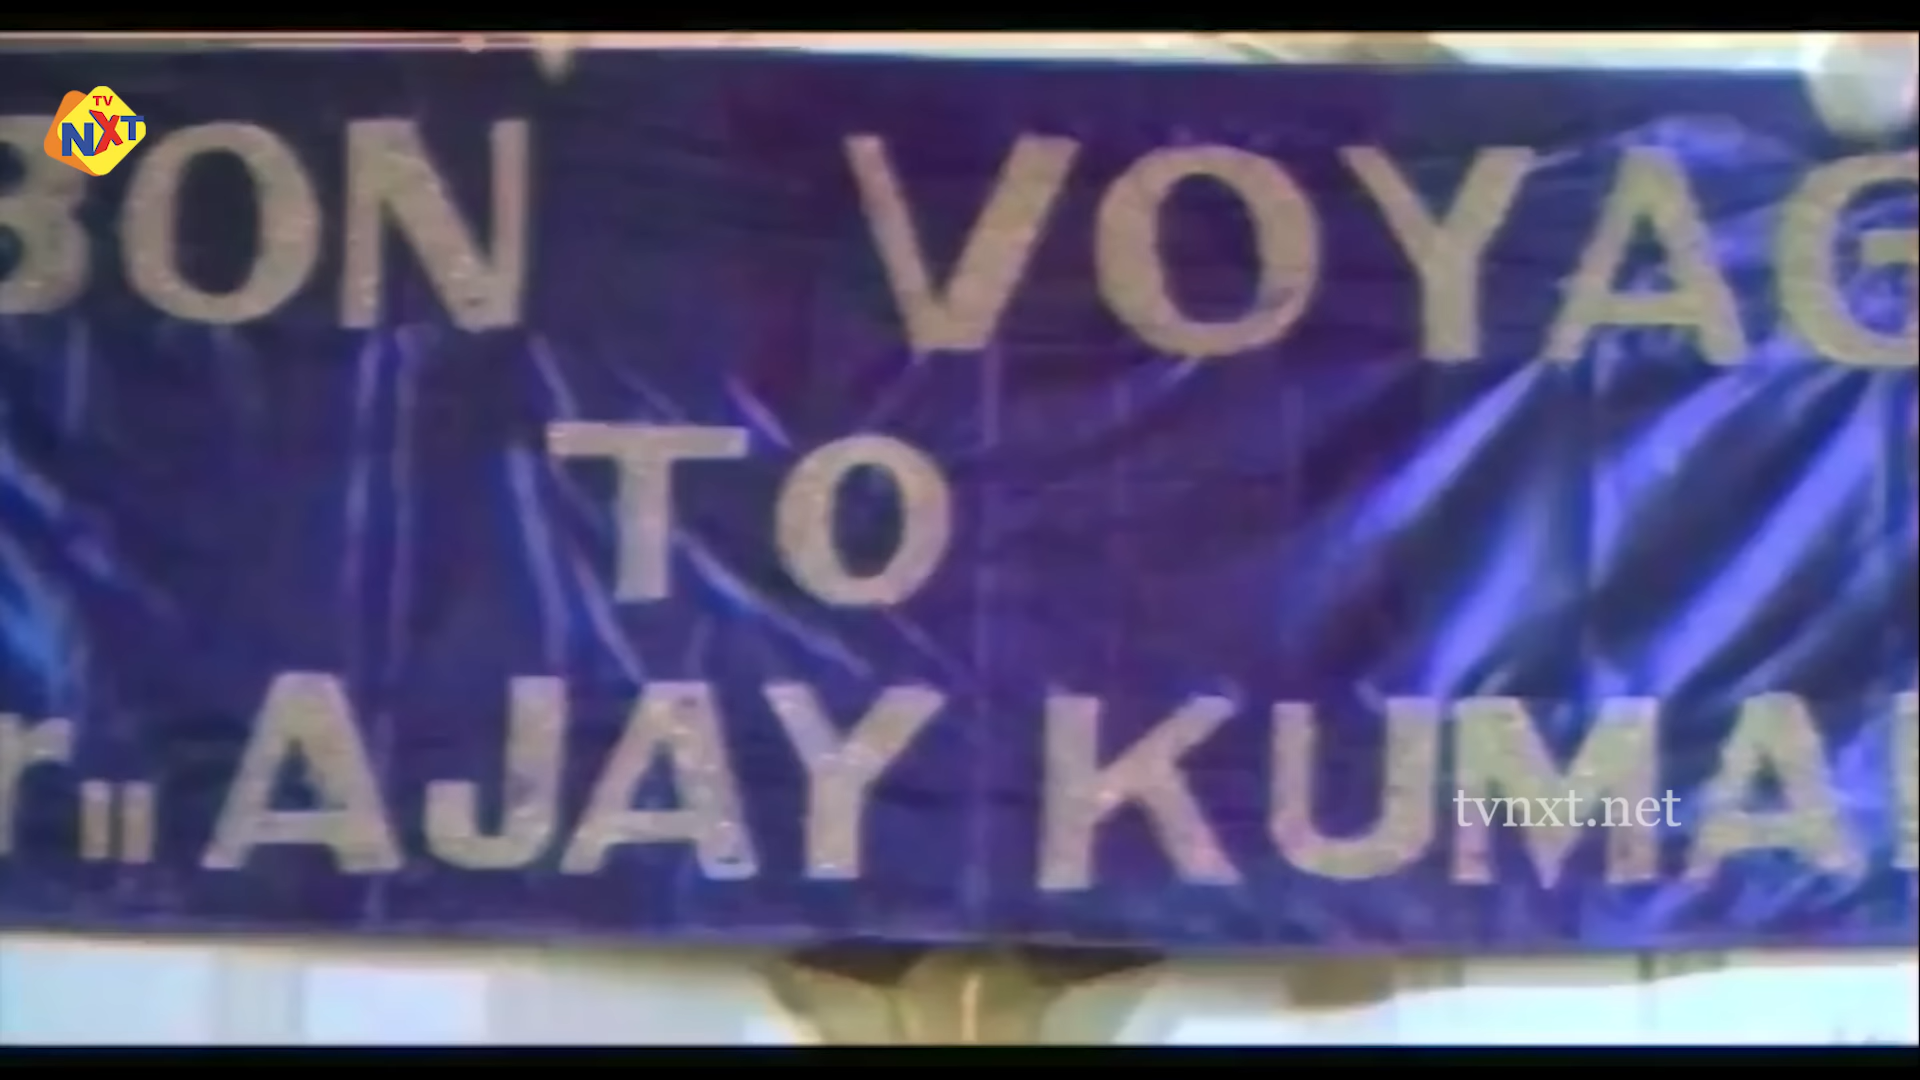 TV
NXT
BON VOYAG
TO
r" AJAY KUMA
tvnxt.net